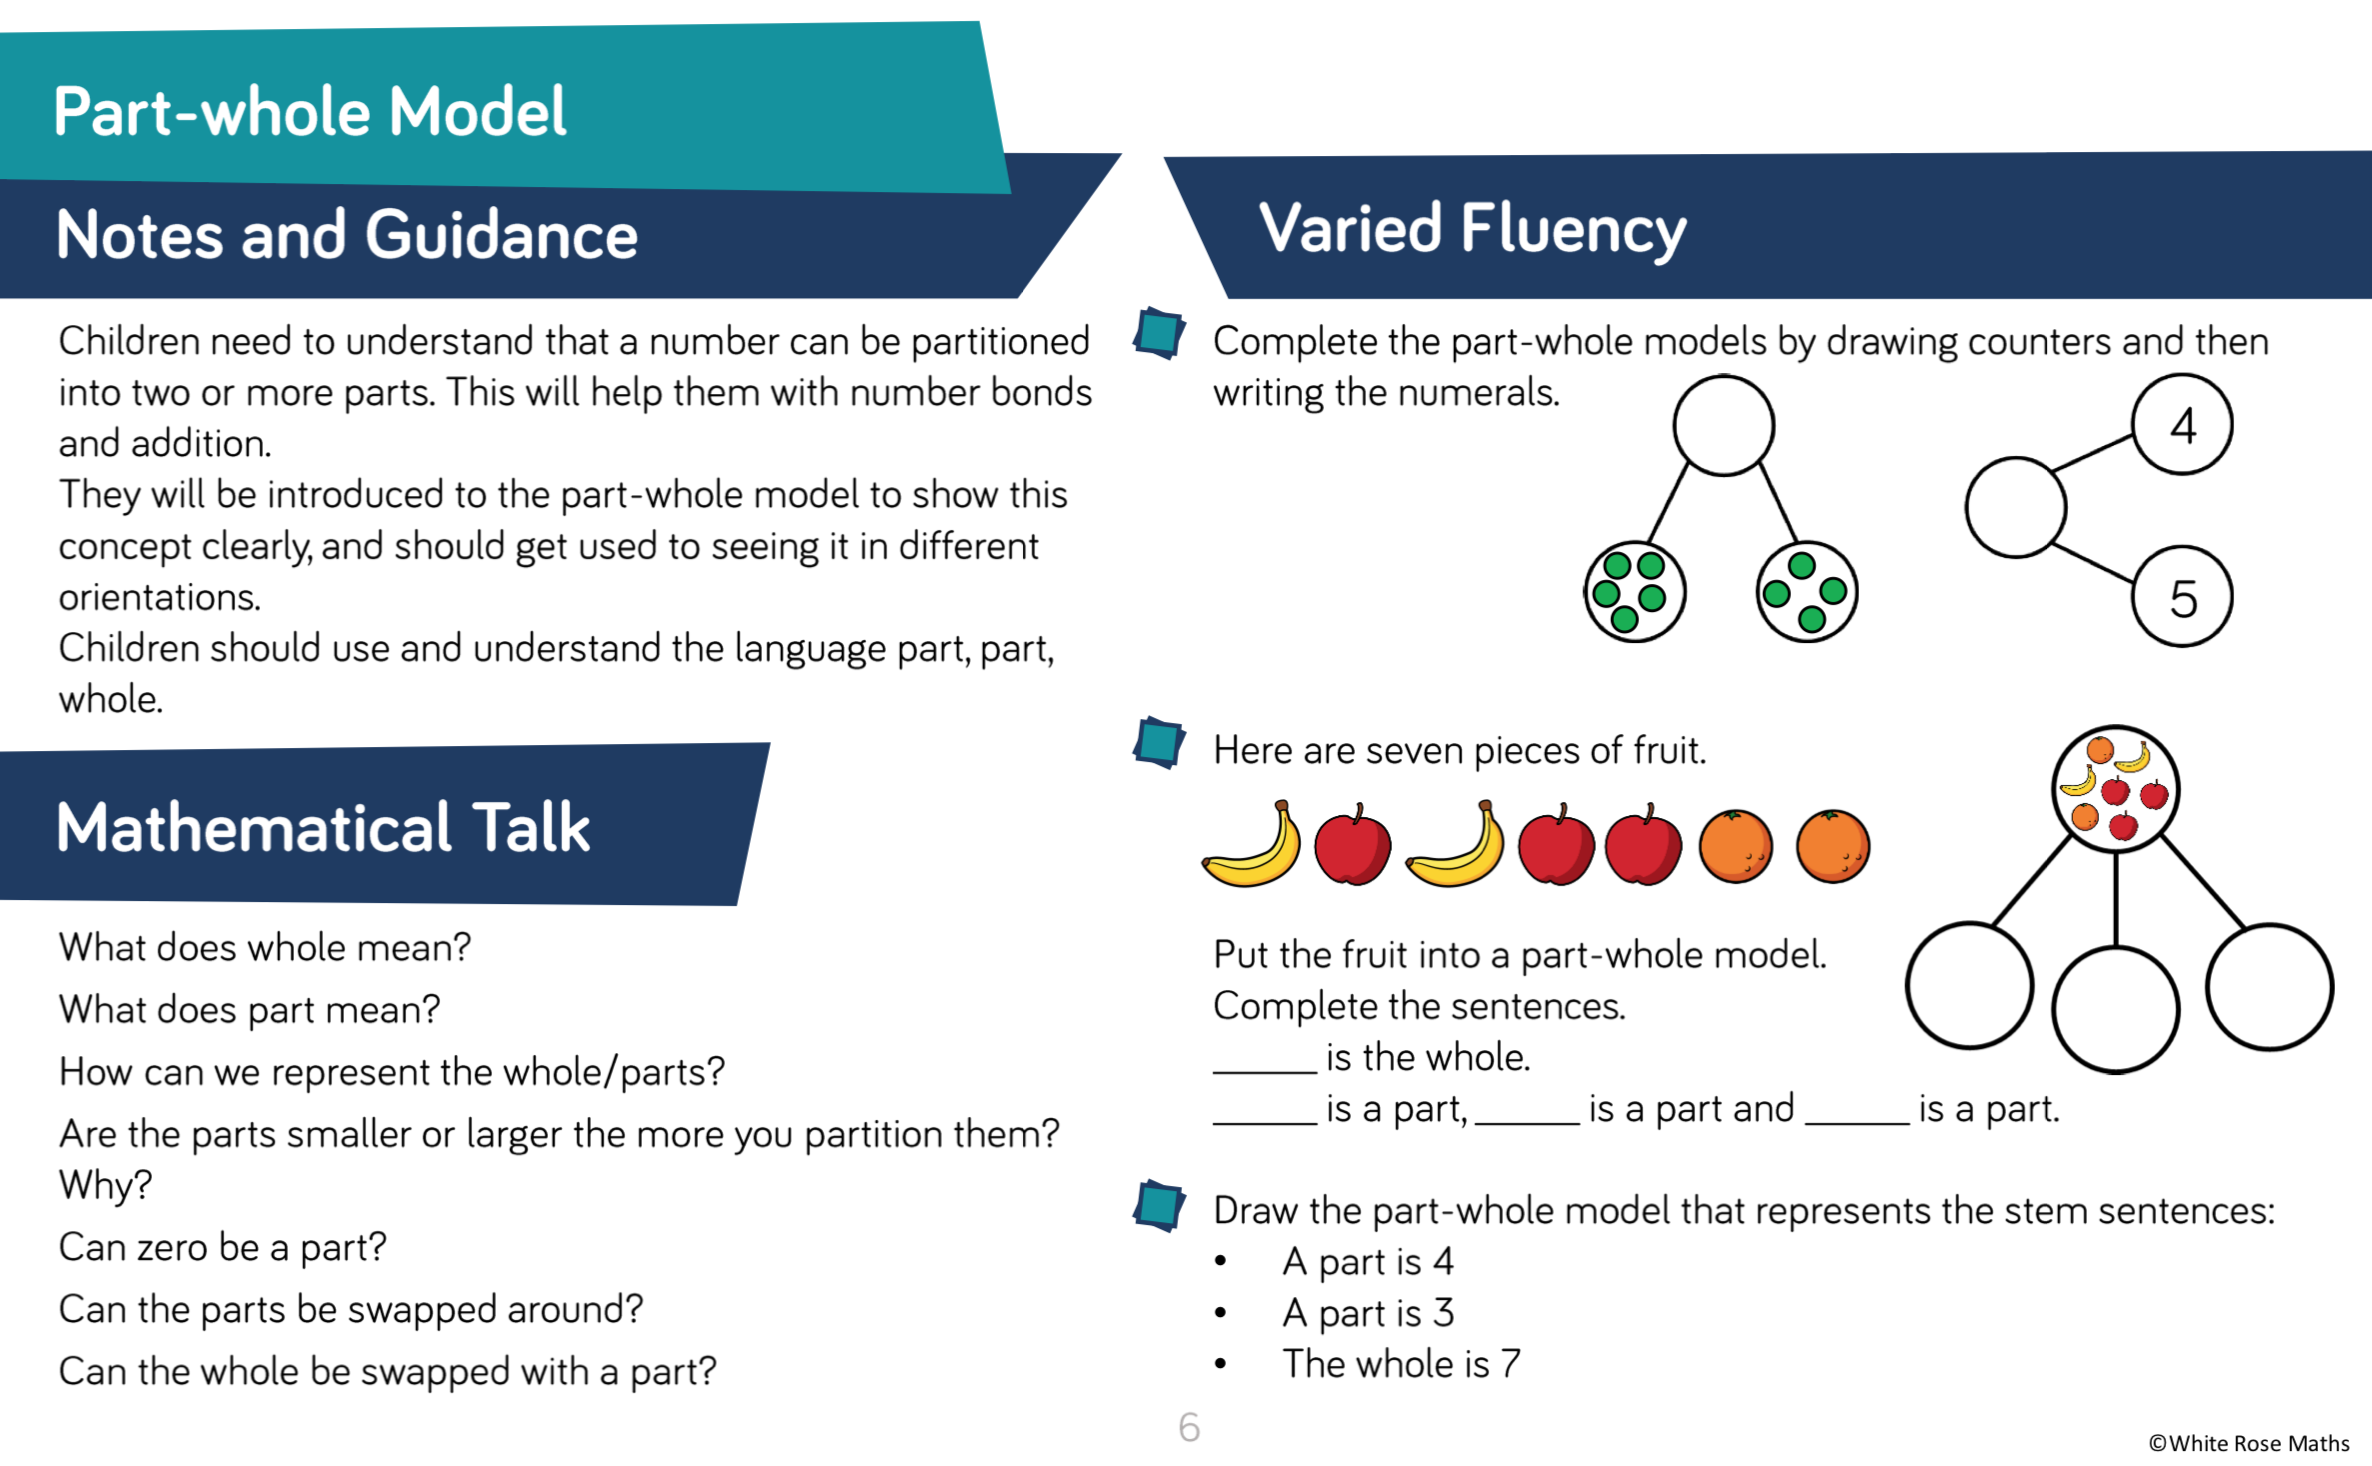 Part-whole Model
Notes and Guidance
Children need to understand that a number can be partitioned
into two or more parts. This will help them with number bonds
and addition.
They will be introduced to the part-whole model to show this
concept clearly, and should get used to seeing it in different
orientations.
Children should use and understand the language part, part,
whole.
Mathematical Talk
What does whole mean?
What does part mean?
How can we represent the whole/parts?
Are the parts smaller or larger the more you partition them?
Why?
Can zero be a part?
Can the parts be swapped around?
Can the whole be swapped with a part?
Varied Fluency
Complete the part-whole models by drawing counters and then
writing the numerals.
4
5
Here are seven pieces of fruit.
Put the fruit into a part-whole model.
Complete the sentences.
_____ is the whole.
_____ is a part, _____ is a part and _____ is a part.
Draw the part-whole model that represents the stem sentences:
• A part is 4
• A part is 3
• The whole is 7
6
©White Rose Maths